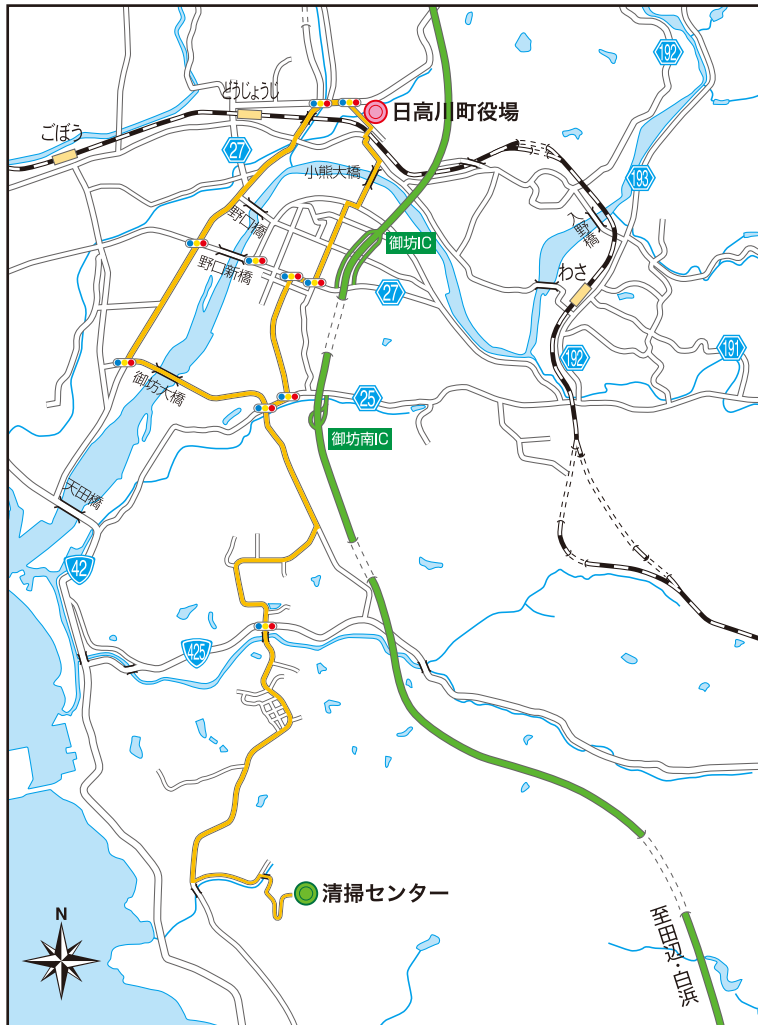 192
どうじょうじ
日高川町役場
ごぼう
27
小熊大橋
193
野口橋
入野橋
御坊IC
野口新橋
わさ
27
192
191
御坊大橋
25
御坊南IC
天田橋
42
425
清掃センター
N
至田辺・白浜